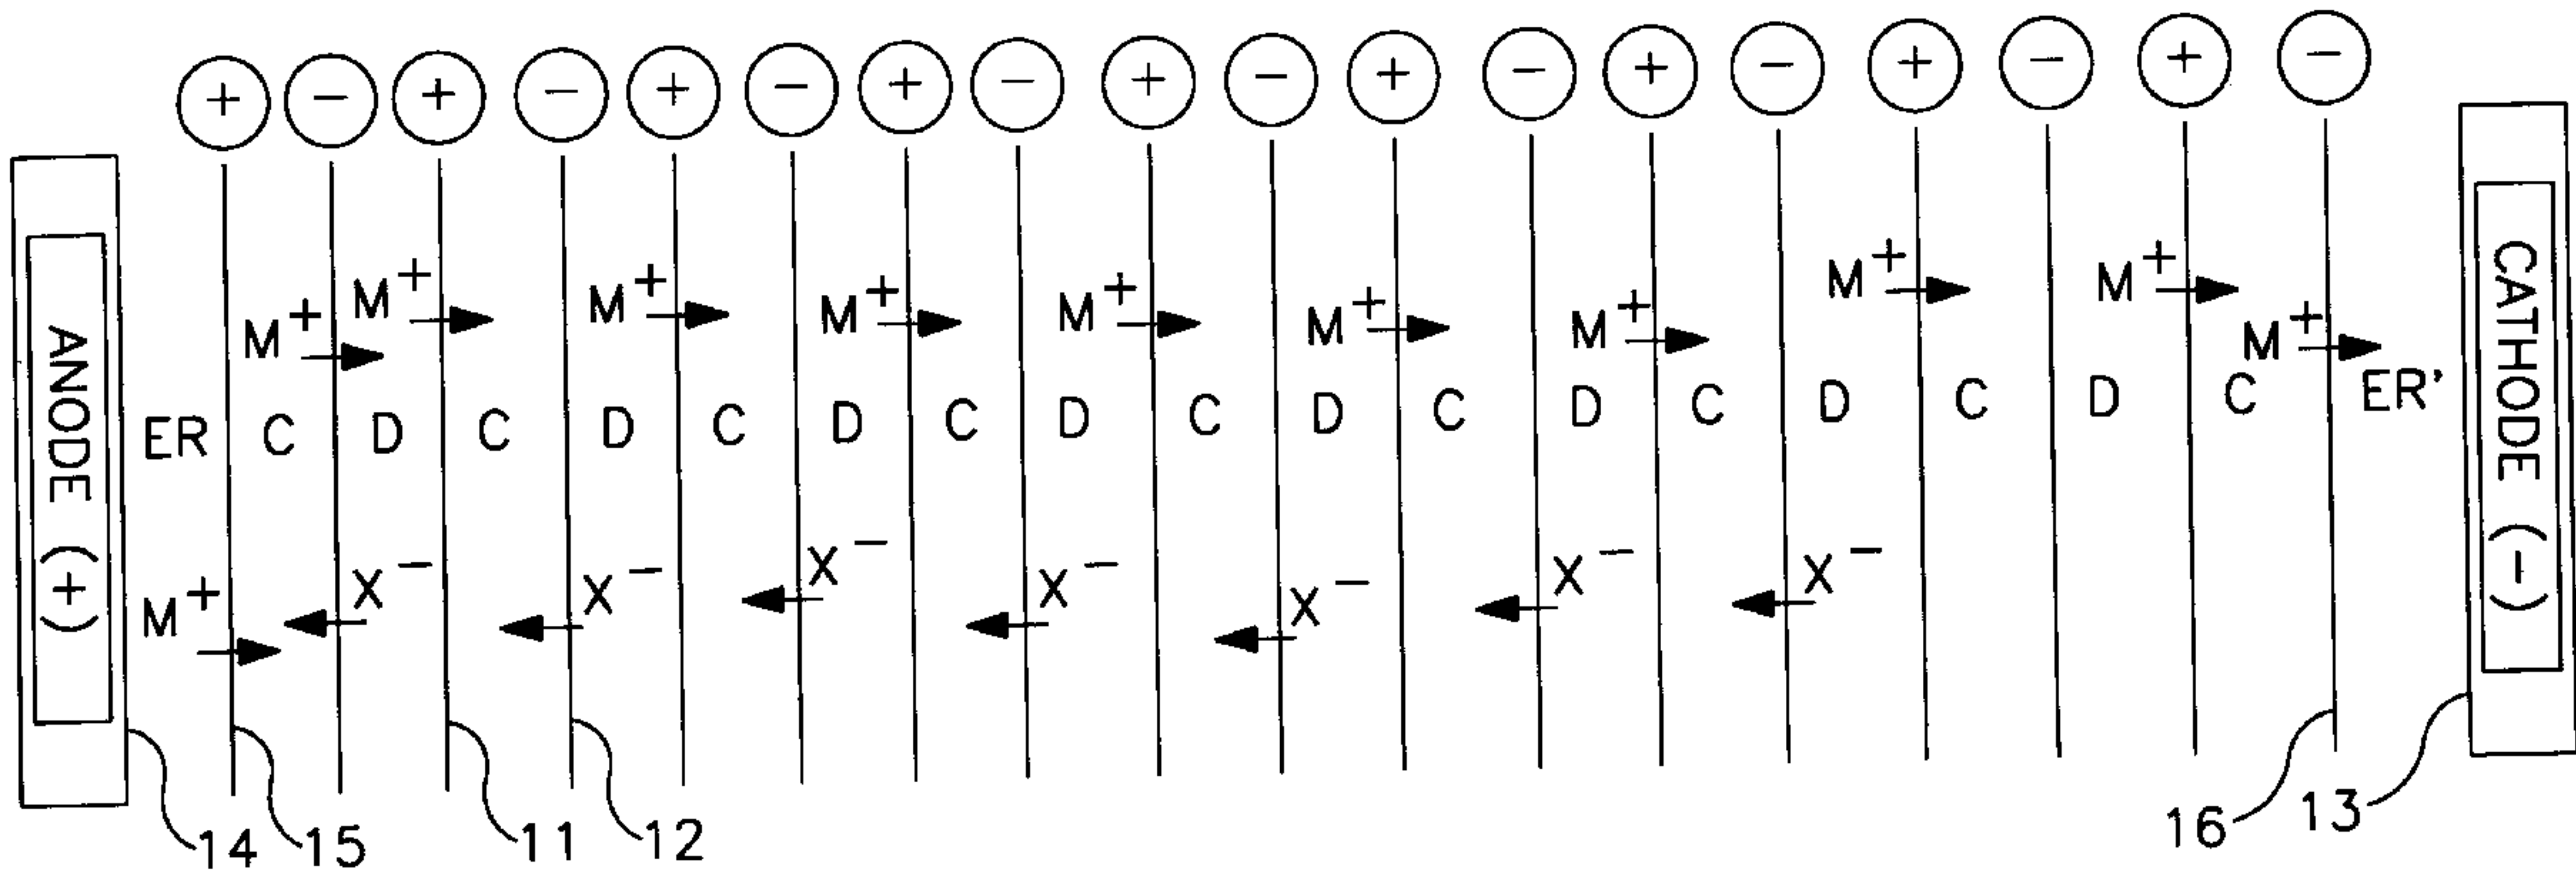 + − + − + − + − + − + − + − + − + −
M+ M+ M+ M+ M+ M+ M+ M+ M+ M+
ANODE (+)
ER C D C D C D C D C D C D C D C D C ER'
CATHODE (−)
M+ X− X− X− X− X− X− X−
14 15 11 12 16 13